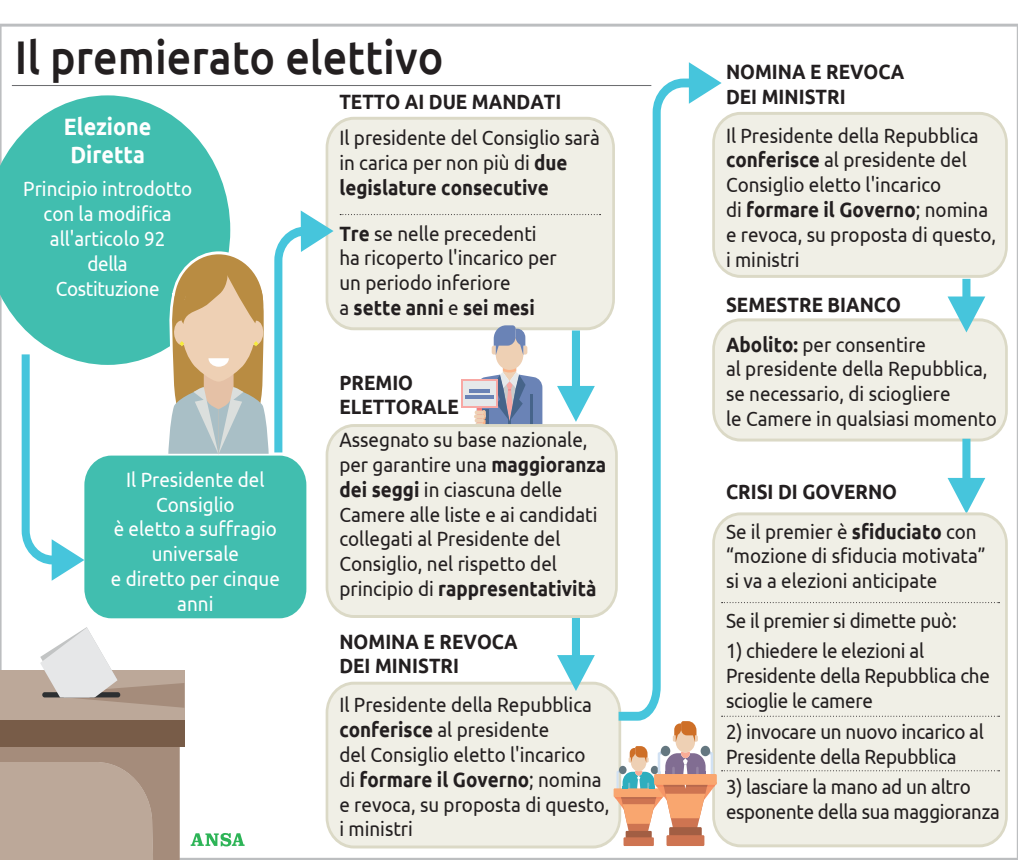 Il premierato elettivo
Elezione
Diretta
Principio introdotto
con la modifica
all'articolo 92
della
Costituzione
Il Presidente del
Consiglio
è eletto a suffragio
universale
e diretto per cinque
anni
TETTO AI DUE MANDATI
Il presidente del Consiglio sarà
in carica per non più di due
legislature consecutive
Tre se nelle precedenti
ha ricoperto l'incarico per
un periodo inferiore
a sette anni e sei mesi
PREMIO
ELETTORALE
Assegnato su base nazionale,
per garantire una maggioranza
dei seggi in ciascuna delle
Camere alle liste e ai candidati
collegati al Presidente del
Consiglio, nel rispetto del
principio di rappresentatività
NOMINA E REVOCA
DEI MINISTRI
Il Presidente della Repubblica
conferisce al presidente
del Consiglio eletto l'incarico
di formare il Governo; nomina
e revoca, su proposta di questo,
i ministri
NOMINA E REVOCA
DEI MINISTRI
Il Presidente della Repubblica
conferisce al presidente del
Consiglio eletto l'incarico
di formare il Governo; nomina
e revoca, su proposta di questo,
i ministri
SEMESTRE BIANCO
Abolito: per consentire
al presidente della Repubblica,
se necessario, di sciogliere
le Camere in qualsiasi momento
CRISI DI GOVERNO
Se il premier è sfiduciato con
“mozione di sfiducia motivata”
si va a elezioni anticipate
Se il premier si dimette può:
1) chiedere le elezioni al
Presidente della Repubblica che
scioglie le camere
2) invocare un nuovo incarico al
Presidente della Repubblica
3) lasciare la mano ad un altro
esponente della sua maggioranza
ANSA